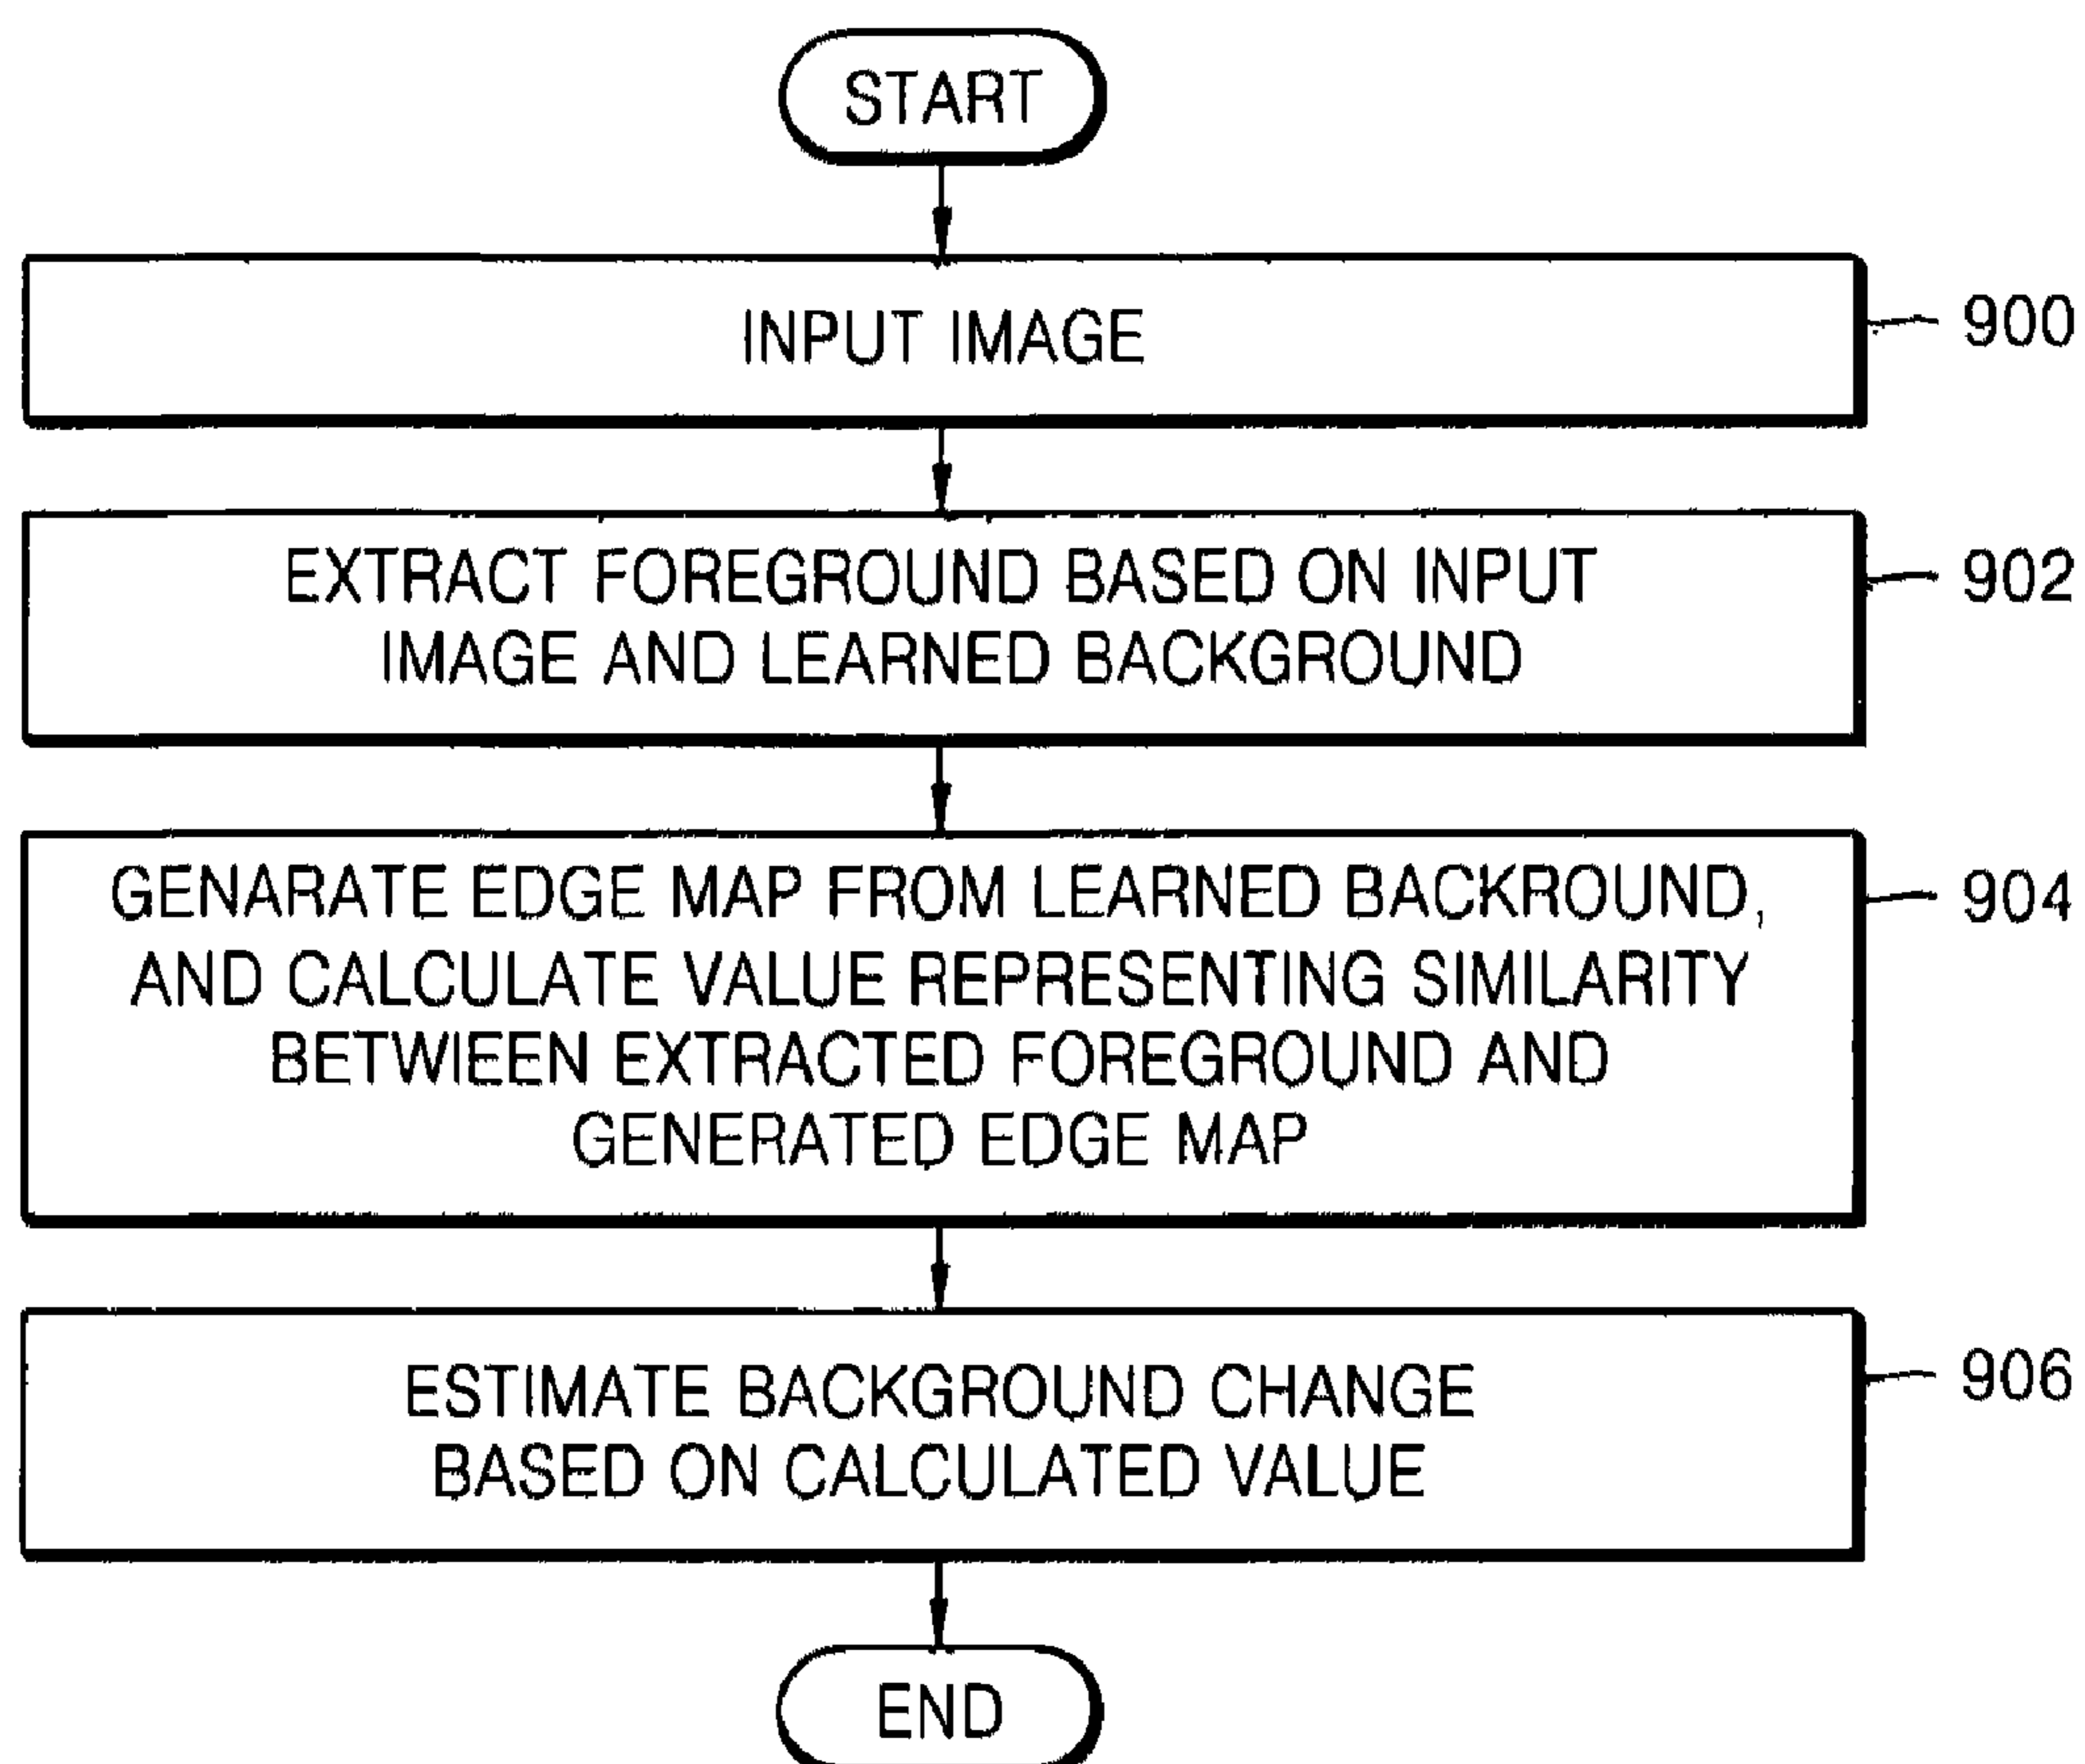 START
INPUT IMAGE
900
EXTRACT FOREGROUND BASED ON INPUT
IMAGE AND LEARNED BACKGROUND
902
GENARATE EDGE MAP FROM LEARNED BACKROUND,
AND CALCULATE VALUE REPRESENTING SIMILARITY
BETWIEEN EXTRACTED FOREGROUND AND
GENERATED EDGE MAP
904
ESTIMATE BACKGROUND CHANGE
BASED ON CALCULATED VALUE
906
END